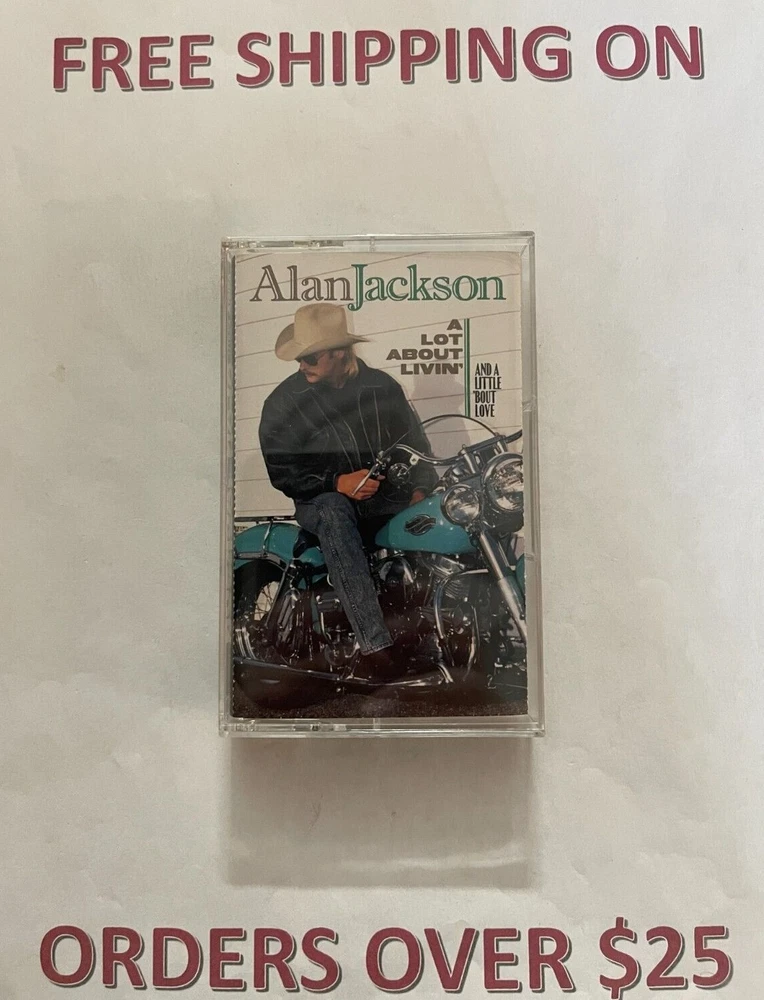 FREE SHIPPING ON
AlanJackson
A
LOT
ABOUT
LIVIN'
AND A
LITTLE
'BOUT
LOVE
ORDERS OVER $25